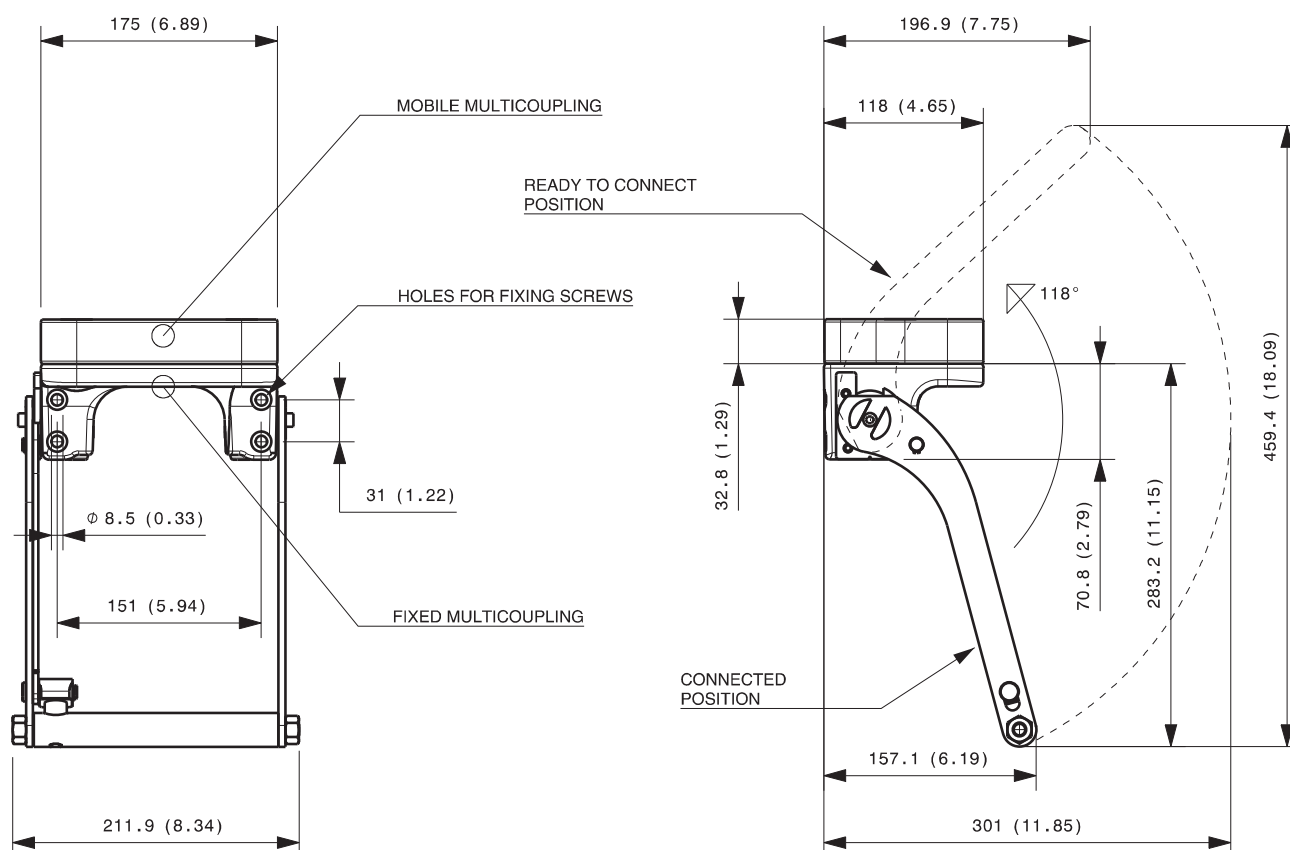 175 (6.89)
196.9 (7.75)
MOBILE MULTICOUPLING
118 (4.65)
READY TO CONNECT
POSITION
HOLES FOR FIXING SCREWS
118°
32.8 (1.29)
459.4 (18.09)
31 (1.22)
Φ 8.5 (0.33)
70.8 (2.79)
283.2 (11.15)
151 (5.94)
FIXED MULTICOUPLING
CONNECTED
POSITION
157.1 (6.19)
211.9 (8.34)
301 (11.85)